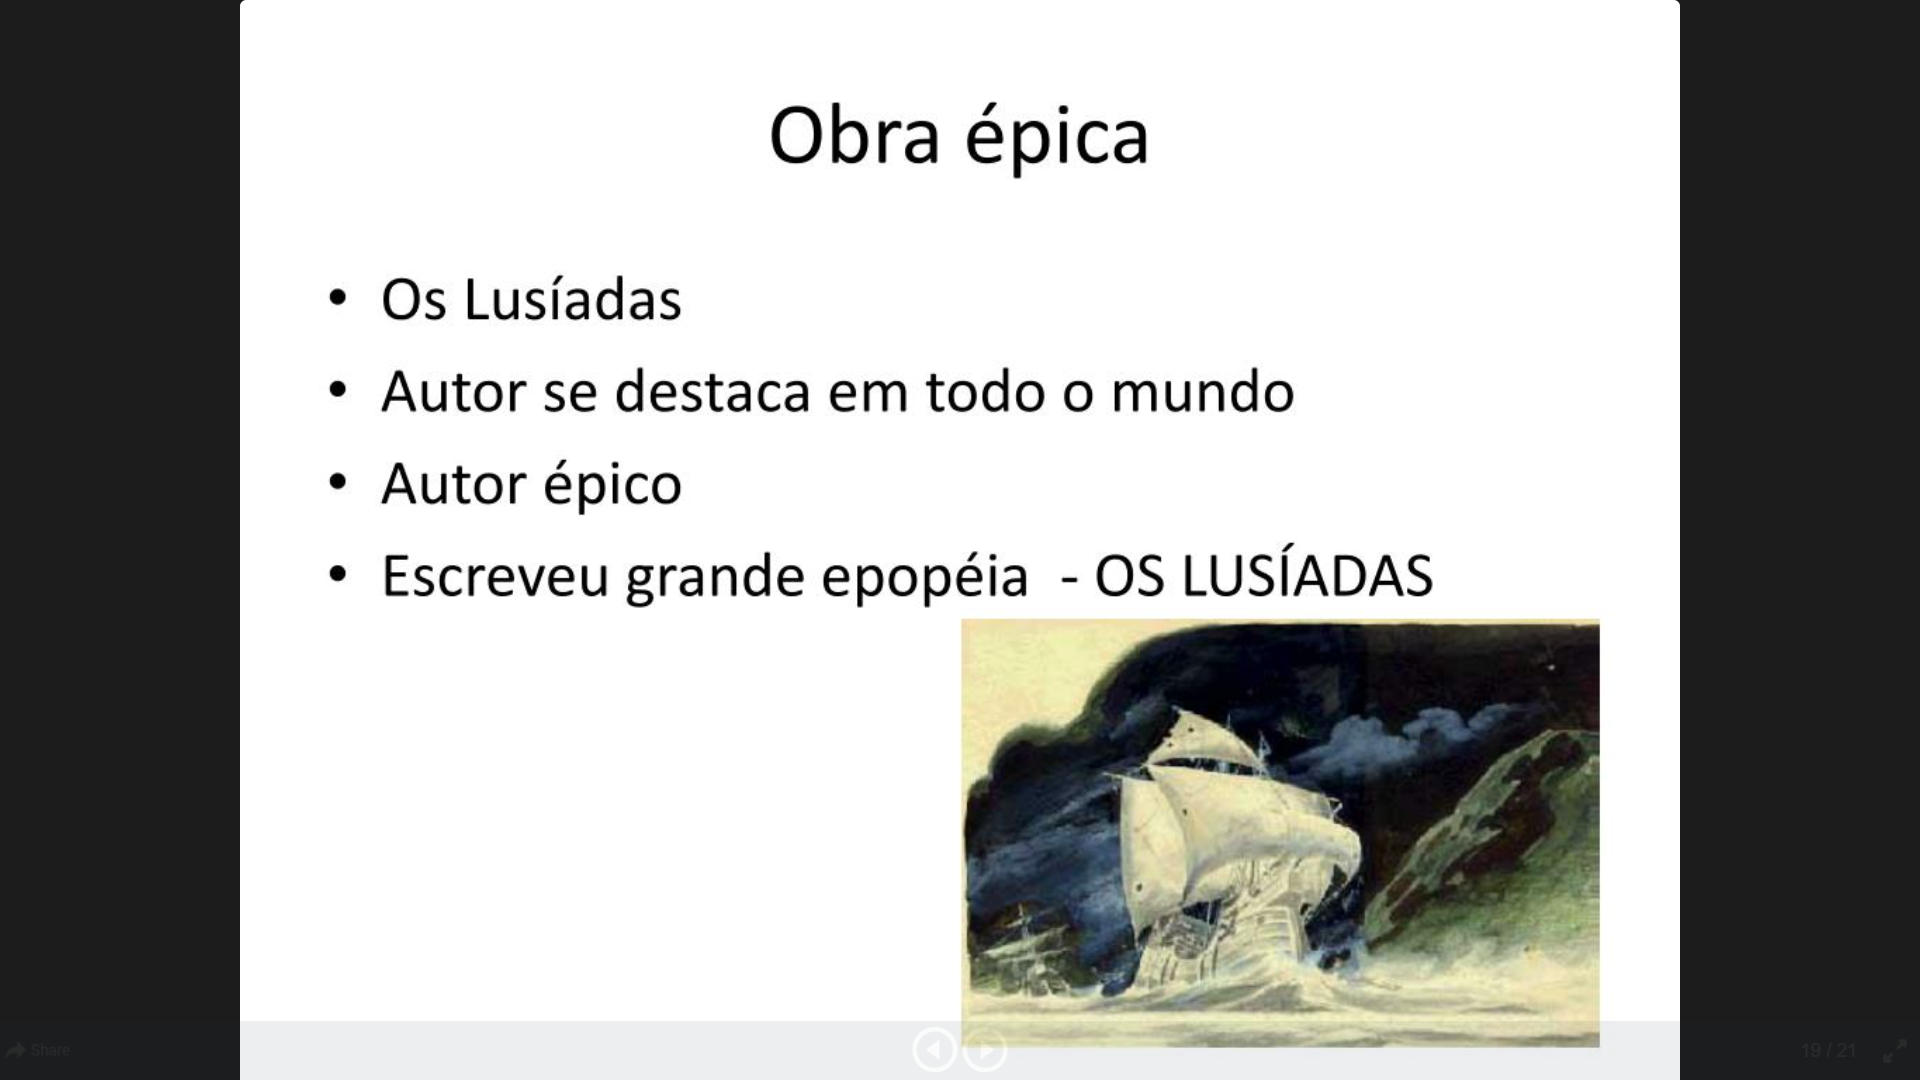 Obra épica
• Os Lusíadas
• Autor se destaca em todo o mundo
• Autor épico
• Escreveu grande epopéia - OS LUSÍADAS
Share
19 / 21